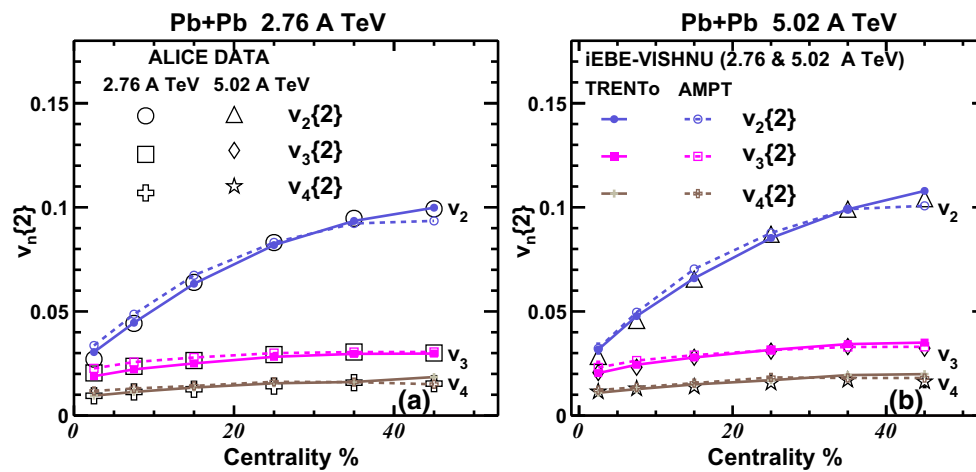 Pb+Pb 2.76 A TeV
Pb+Pb 5.02 A TeV
ALICE DATA
2.76 A TeV 5.02 A TeV
v2{2}
v3{2}
v4{2}
iEBE-VISHNU (2.76 & 5.02 A TeV)
TRENTo AMPT
v2{2}
v3{2}
v4{2}
vn{2}
0.15
0.1
0.05
0
v2
v3
v4
(a)
0 20 40
Centrality %
vn{2}
0.15
0.1
0.05
0
v2
v3
v4
(b)
0 20 40
Centrality %